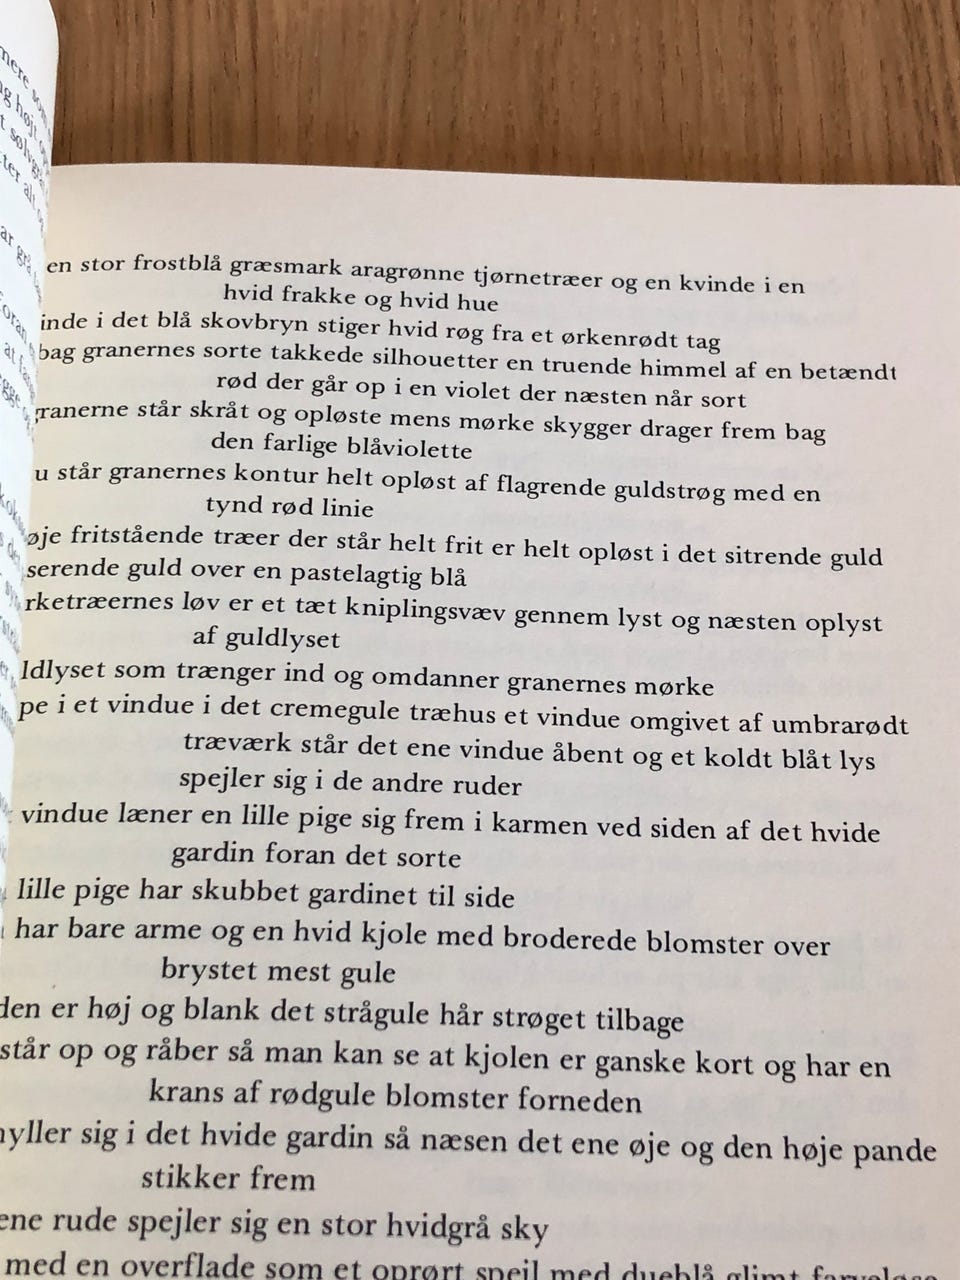 en stor frostblå græsmark aragrønne tjørnetræer og en kvinde i en
hvid frakke og hvid hue
inde i det blå skovbryn stiger hvid røg fra et ørkenrødt tag
bag granernes sorte takkede silhouetter en truende himmel af en betændt
rød der går op i en violet der næsten når sort
granerne står skråt og opløste mens mørke skygger drager frem bag
den farlige blåviolette
u står granernes kontur helt opløst af flagrende guldstrøg med en
tynd rød linie
øje fritstående træer der står helt frit er helt opløst i det sitrende guld
serende guld over en pastelagtig blå
rketræernes løv er et tæt kniplingsvæv gennem lyst og næsten oplyst
af guldlyset
ldlyset som trænger ind og omdanner granernes mørke
pe i et vindue i det cremegule træhus et vindue omgivet af umbrarødt
træværk står det ene vindue åbent og et koldt blåt lys
spejler sig i de andre ruder
vindue læner en lille pige sig frem i karmen ved siden af det hvide
gardin foran det sorte
lille pige har skubbet gardinet til side
har bare arme og en hvid kjole med broderede blomster over
brystet mest gule
den er høj og blank det strågule hår strøget tilbage
står op og råber så man kan se at kjolen er ganske kort og har en
krans af rødgule blomster forneden
hyller sig i det hvide gardin så næsen det ene øje og den høje pande
stikker frem
ene rude spejler sig en stor hvidgrå sky
med en overflade som et oprørt spejl med dueblå glimt farveløse